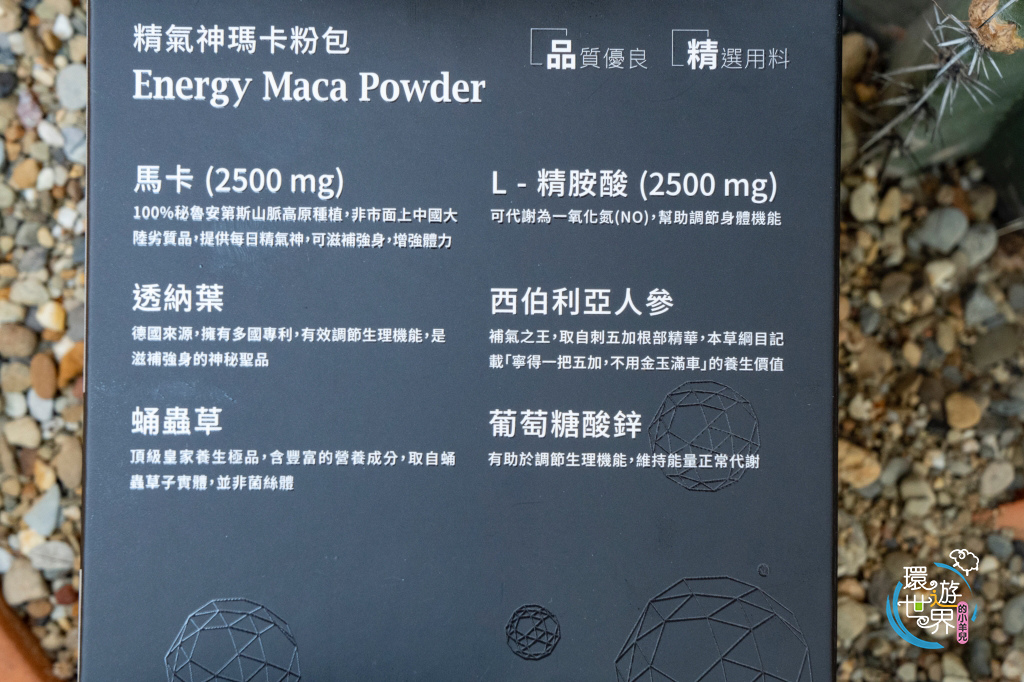 精氣神瑪卡粉包
Energy Maca Powder
品質優良
精選用料
馬卡 (2500 mg)
100%秘魯安第斯山脈高原種植，非市面上中國大
陸劣質品，提供每日精氣神，可滋補強身，增強體力
L - 精胺酸 (2500 mg)
可代謝為一氧化氮(NO)，幫助調節身體機能
透納葉
德國來源，擁有多國專利，有效調節生理機能，是
滋補強身的神秘聖品
西伯利亞人參
補氣之王，取自刺五加根部精華，本草綱目記
載「寧得一把五加，不用金玉滿車」的養生價值
蛹蟲草
頂級皇家養生極品，含豐富的營養成分，取自蛹
蟲草子實體，並非菌絲體
葡萄糖酸鋅
有助於調節生理機能，維持能量正常代謝
環遊世界的小羊兒